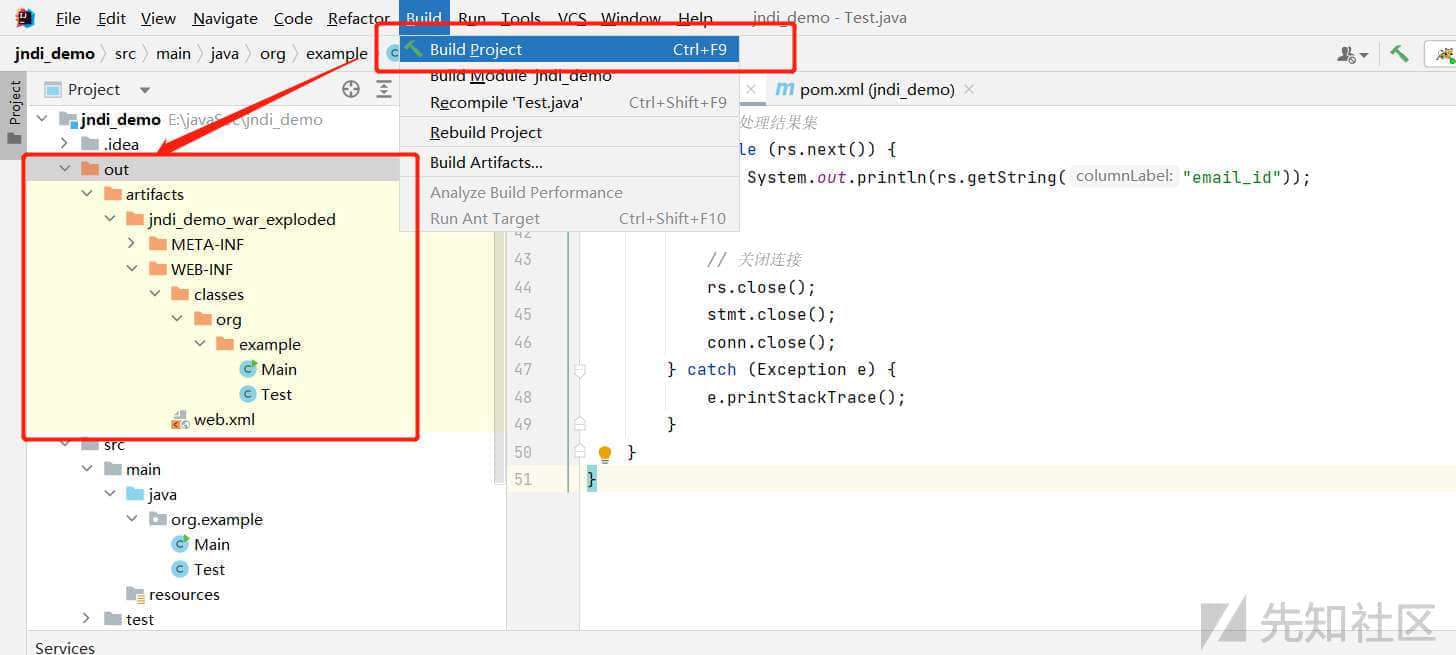 File Edit View Navigate Code Refactor Build Run Tools VCS Window Help jndi_demo - Test.java
jndi_demo src main java org example
Build Project Ctrl+F9
Build Module 'jndi_demo'
Recompile 'Test.java' Ctrl+Shift+F9
Rebuild Project
Build Artifacts...
Analyze Build Performance
Run Ant Target Ctrl+Shift+F10
Project
Project
pom.xml (jndi_demo)
jndi_demo
.idea
out
artifacts
jndi_demo_war_exploded
META-INF
WEB-INF
classes
org
example
Main
Test
web.xml
src
main
java
org.example
Main
Test
resources
test
处理结果集
le (rs.next()) {
System.out.println(rs.getString( columnLabel: "email_id"));
42
43 // 关闭连接
44 rs.close();
45 stmt.close();
46 conn.close();
47 } catch (Exception e) {
48 e.printStackTrace();
49 }
50 }
51 }
Services
先知社区